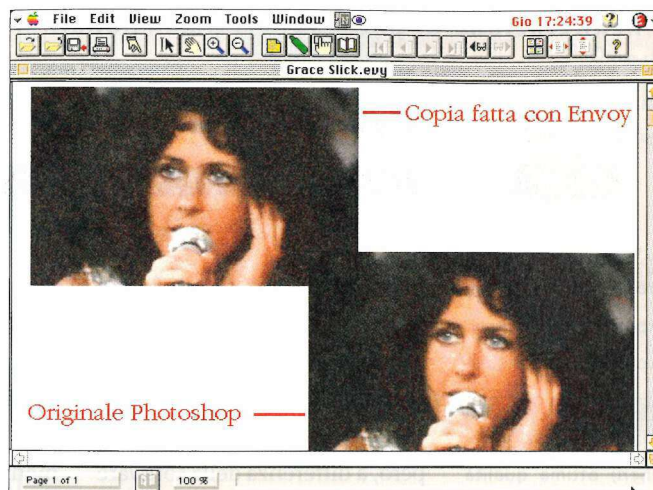 File Edit View Zoom Tools Window Gio 17:24:39
Grace Slick.evy
Copia fatta con Envoy
Originale Photoshop
Page 1 of 1 100 %